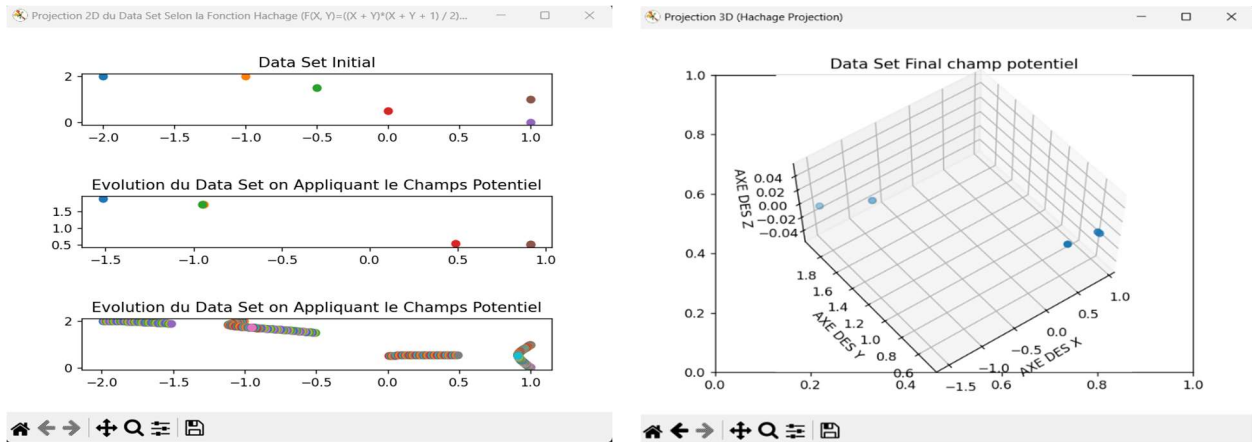 Projection 2D du Data Set Selon la Fonction Hachage (F(X, Y)=((X + Y)*(X + Y + 1) / 2)...
Data Set Initial
2
0
−2.0 −1.5 −1.0 −0.5 0.0 0.5 1.0
Evolution du Data Set on Appliquant le Champs Potentiel
1.5
1.0
0.5
−1.5 −1.0 −0.5 0.0 0.5 1.0
Evolution du Data Set on Appliquant le Champs Potentiel
2
0
−2.0 −1.5 −1.0 −0.5 0.0 0.5 1.0
Projection 3D (Hachage Projection)
Data Set Final champ potentiel
1.0
0.8
0.6
0.4
0.2
0.0
0.0 0.2 0.4 0.6 0.8 1.0
AXE DES Z
0.04
0.02
0.00
−0.02
−0.04
AXE DES Y
1.8
1.6
1.4
1.2
1.0
0.8
0.6
AXE DES X
−1.5
−1.0
−0.5
0.0
0.5
1.0